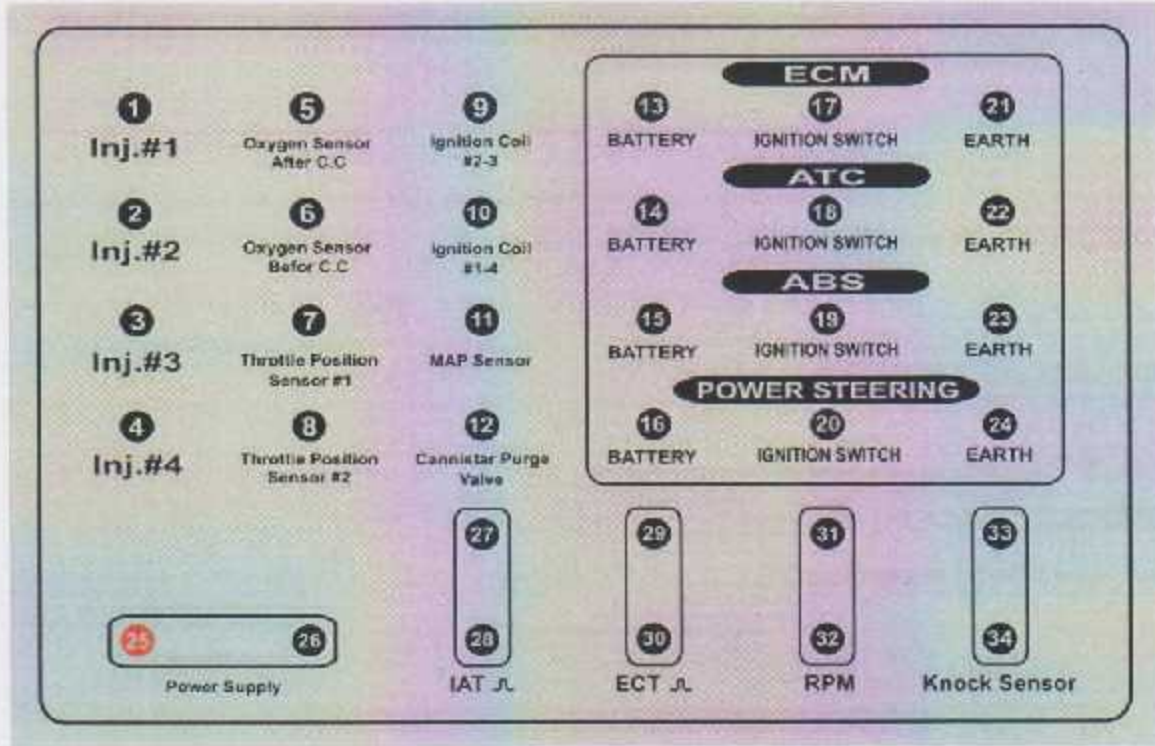 ECM
1 5 9 13 17 21
Inj.#1 Oxygen Sensor After C.C Ignition Coil #2-3 BATTERY IGNITION SWITCH EARTH
ATC
2 6 10 14 18 22
Inj.#2 Oxygen Sensor Befor C.C Ignition Coil #1-4 BATTERY IGNITION SWITCH EARTH
ABS
3 7 11 15 19 23
Inj.#3 Throttle Position Sensor #1 MAP Sensor BATTERY IGNITION SWITCH EARTH
POWER STEERING
4 8 12 16 20 24
Inj.#4 Throttle Position Sensor #2 Cannistar Purge Valve BATTERY IGNITION SWITCH EARTH
27 29 31 33
25 26 28 30 32 34
Power Supply IAT ECT RPM Knock Sensor